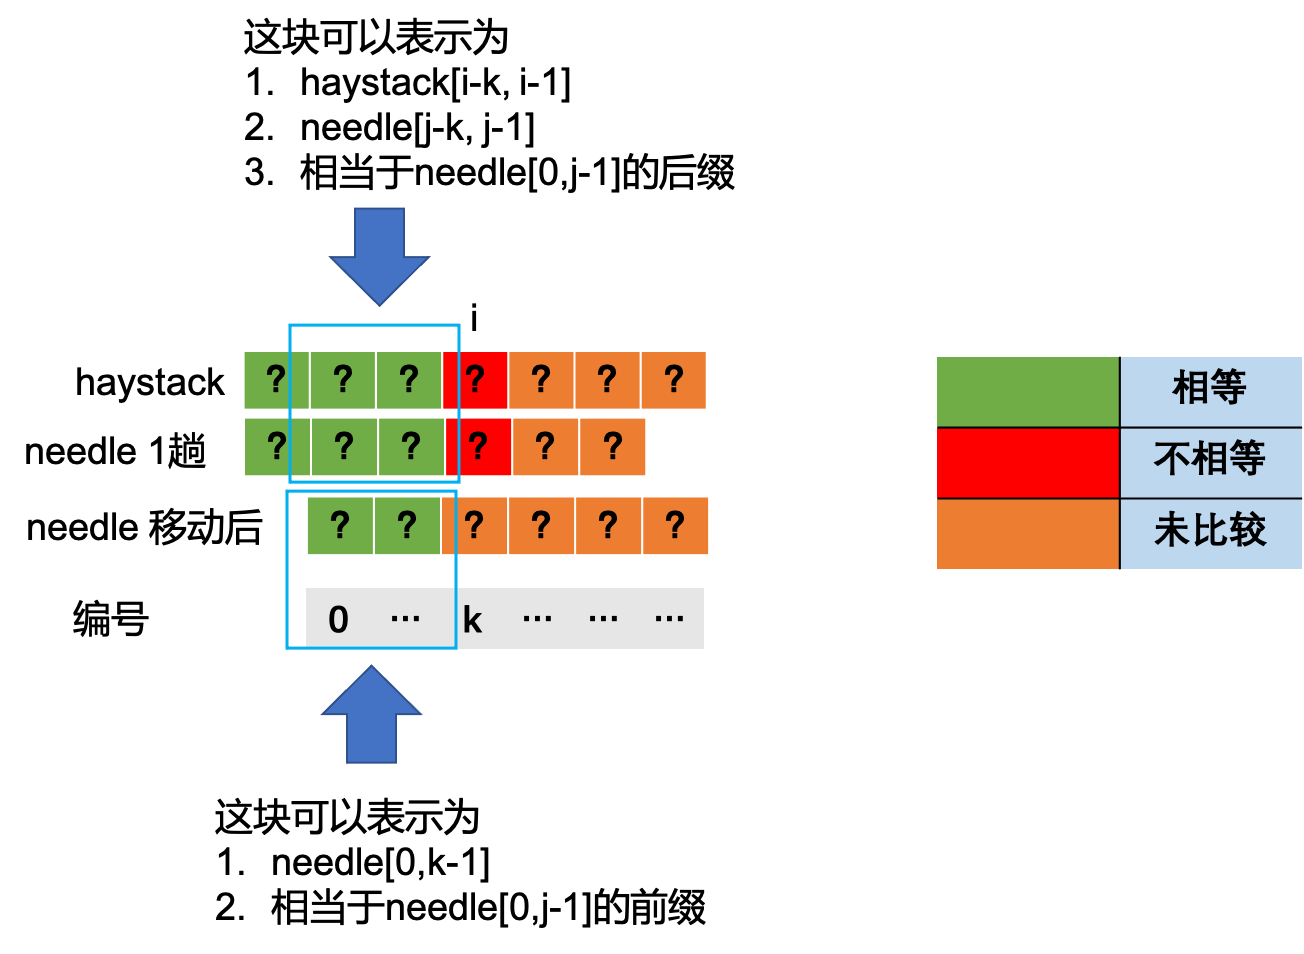 这块可以表示为
1. haystack[i-k, i-1]
2. needle[j-k, j-1]
3. 相当于needle[0,j-1]的后缀
i
haystack ? ? ? ? ? ? ?
needle 1趟 ? ? ? ? ? ?
needle 移动后 ? ? ? ? ? ?
编号 0 ··· k ··· ··· ···
相等
不相等
未比较
这块可以表示为
1. needle[0,k-1]
2. 相当于needle[0,j-1]的前缀